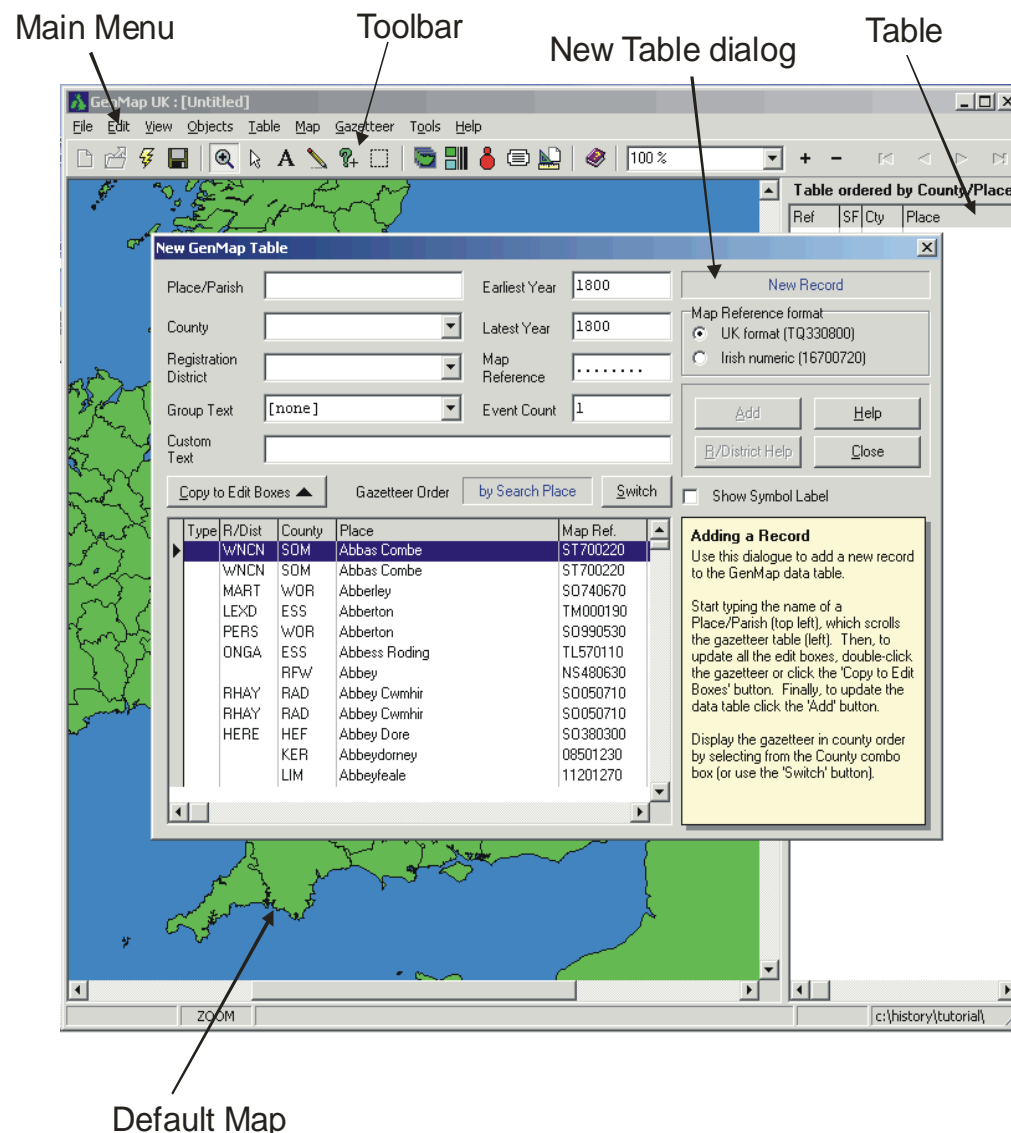 Main Menu
Toolbar
New Table dialog
Table
GenMap UK : [Untitled]
File Edit View Objects Table Map Gazetteer Tools Help
100 %
Table ordered by County/Place
Ref SF Cty Place
New GenMap Table
Place/Parish
Earliest Year 1800
New Record
County
Latest Year 1800
Map Reference format
UK format (TQ330800)
Irish numeric (16700720)
Registration
District
Map
Reference ........
Group Text [none]
Event Count 1
Add Help
Custom
Text
R/District Help Close
Copy to Edit Boxes
Gazetteer Order by Search Place Switch
Show Symbol Label
Type R/Dist County Place Map Ref.
WNCN SOM Abbas Combe ST700220
WNCN SOM Abbas Combe ST700220
MART WOR Abberley SO740670
LEXD ESS Abberton TM000190
PERS WOR Abberton SO990530
ONGA ESS Abbess Roding TL570110
RFW Abbey NS480630
RHAY RAD Abbey Cwmhir SO050710
RHAY RAD Abbey Cwmhir SO050710
HERE HEF Abbey Dore SO380300
KER Abbeydorney 08501230
LIM Abbeyfeale 11201270
Adding a Record
Use this dialogue to add a new record
to the GenMap data table.
Start typing the name of a
Place/Parish (top left), which scrolls
the gazetteer table (left). Then, to
update all the edit boxes, double-click
the gazetteer or click the 'Copy to Edit
Boxes' button. Finally, to update the
data table click the 'Add' button.
Display the gazetteer in county order
by selecting from the County combo
box (or use the 'Switch' button).
ZOOM
c:\history\tutorial\
Default Map